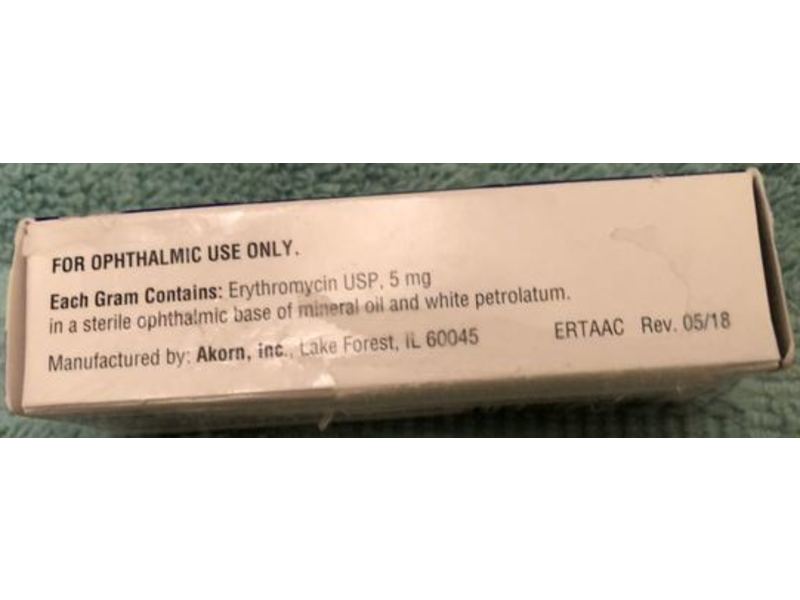 FOR OPHTHALMIC USE ONLY.
Each Gram Contains: Erythromycin USP, 5 mg
in a sterile ophthalmic base of mineral oil and white petrolatum.
Manufactured by: Akorn, inc., Lake Forest, IL 60045 ERTAAC Rev. 05/18